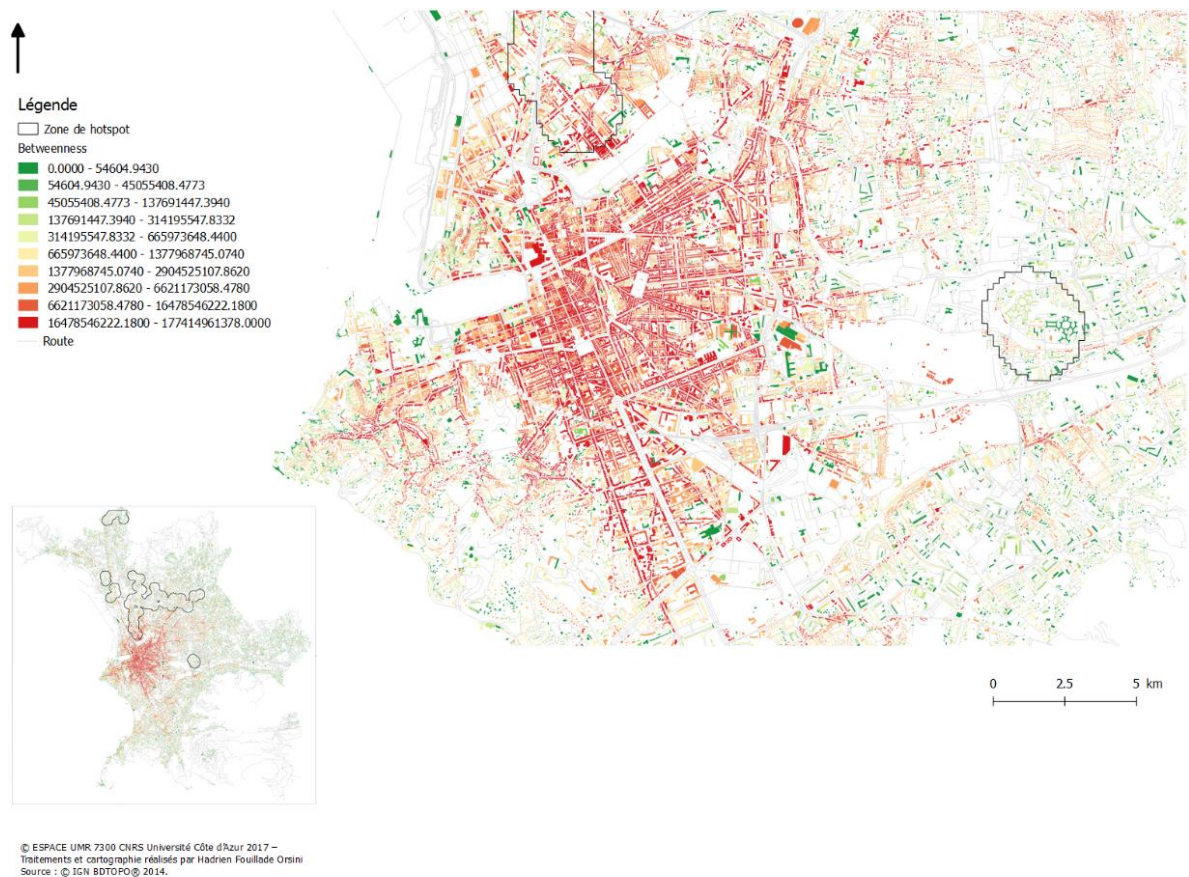 Légende
Zone de hotspot
Betweenness
0.0000 - 54604.9430
54604.9430 - 45055408.4773
45055408.4773 - 137691447.3940
137691447.3940 - 314195547.8332
314195547.8332 - 665973648.4400
665973648.4400 - 1377968745.0740
1377968745.0740 - 2904525107.8620
2904525107.8620 - 6621173058.4780
6621173058.4780 - 16478546222.1800
16478546222.1800 - 177414961378.0000
Route
0 2.5 5 km
© ESPACE UMR 7300 CNRS Université Côte d'Azur 2017 –
Traitements et cartographie réalisés par Hadrien Fouillade Orsini
Source : © IGN BDTOPO® 2014.